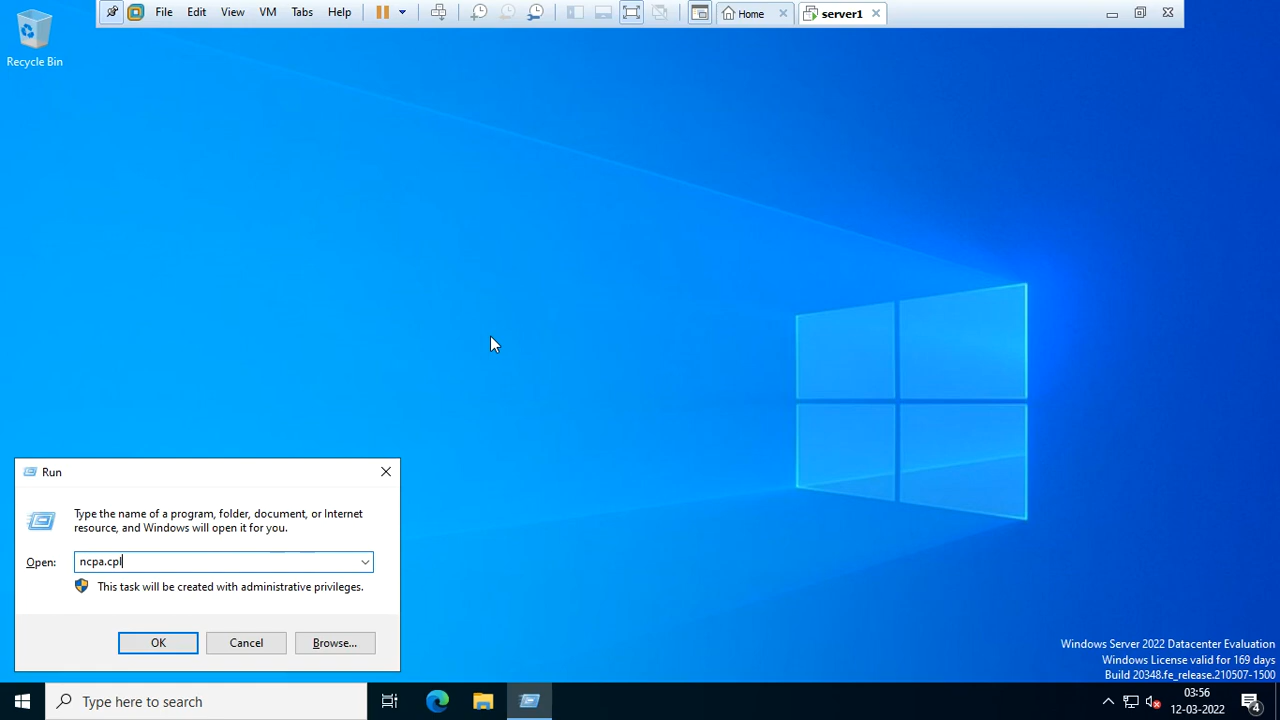 File Edit View VM Tabs Help
Home
server1
Recycle Bin
Run
Type the name of a program, folder, document, or Internet
resource, and Windows will open it for you.
Open: ncpa.cpl
This task will be created with administrative privileges.
OK Cancel Browse...
Windows Server 2022 Datacenter Evaluation
Windows License valid for 169 days
Build 20348.fe_release.210507-1500
Type here to search
03:56
12-03-2022
4